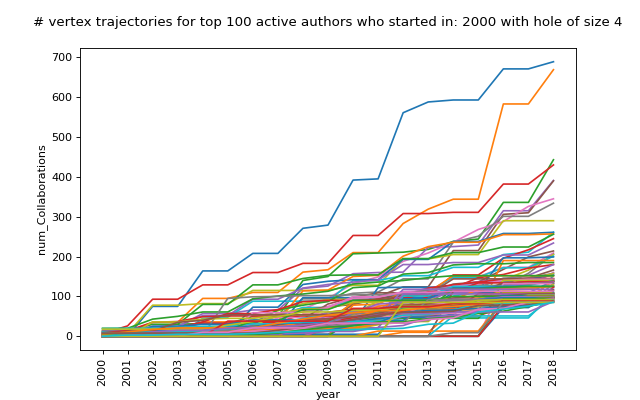 # vertex trajectories for top 100 active authors who started in: 2000 with hole of size 4
700
600
500
400
300
200
100
0
num_Collaborations
2000 2001 2002 2003 2004 2005 2006 2007 2008 2009 2010 2011 2012 2013 2014 2015 2016 2017 2018
year